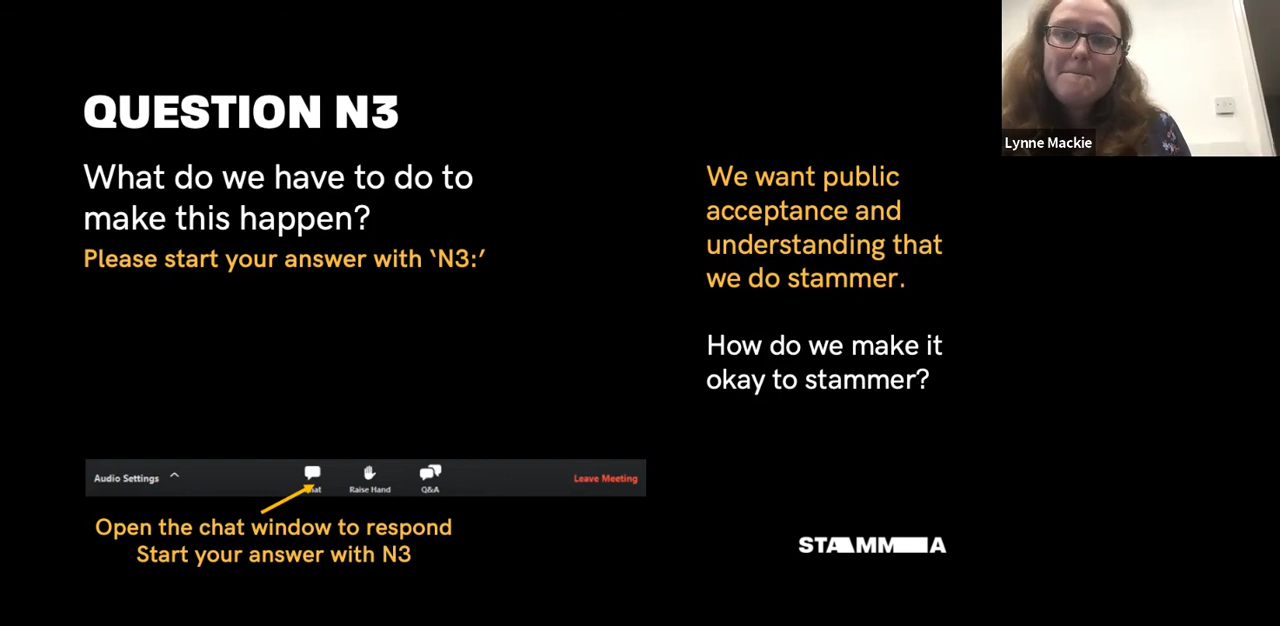 QUESTION N3
What do we have to do to
make this happen?
Please start your answer with ‘N3:’
Audio Settings
Raise Hand
Q&A
Leave Meeting
Open the chat window to respond
Start your answer with N3
Lynne Mackie
We want public
acceptance and
understanding that
we do stammer.
How do we make it
okay to stammer?
STAMMA